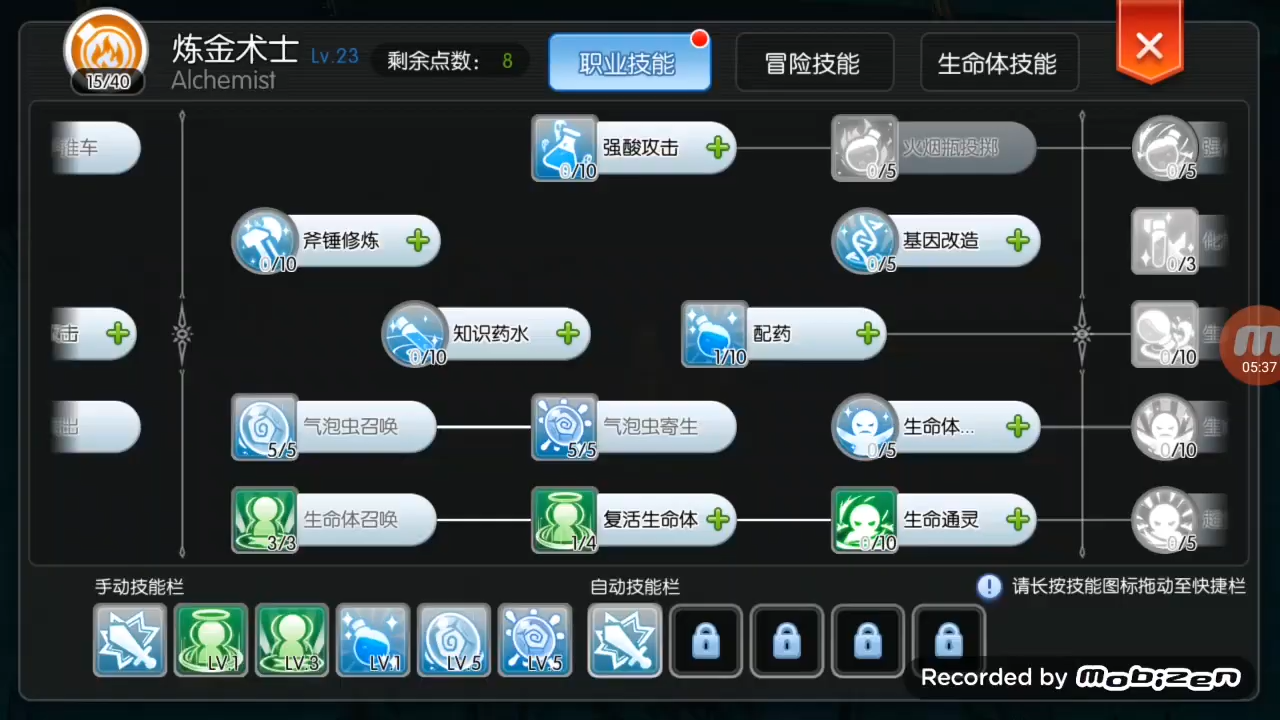 炼金术士 Lv.23
Alchemist
15/40
剩余点数： 8
职业技能
冒险技能
生命体技能
推车
强酸攻击
0/10
火烟瓶投掷
0/5
0/5
斧锤修炼
0/10
基因改造
0/5
0/3
击
知识药水
0/10
配药
1/10
0/10
气泡虫召唤
5/5
气泡虫寄生
5/5
生命体...
0/5
0/10
生命体召唤
3/3
复活生命体
1/4
生命通灵
0/10
0/5
手动技能栏
自动技能栏
请长按技能图标拖动至快捷栏
LV.1
LV.3
LV.1
LV.5
LV.5
05:37
Recorded by Mobizen